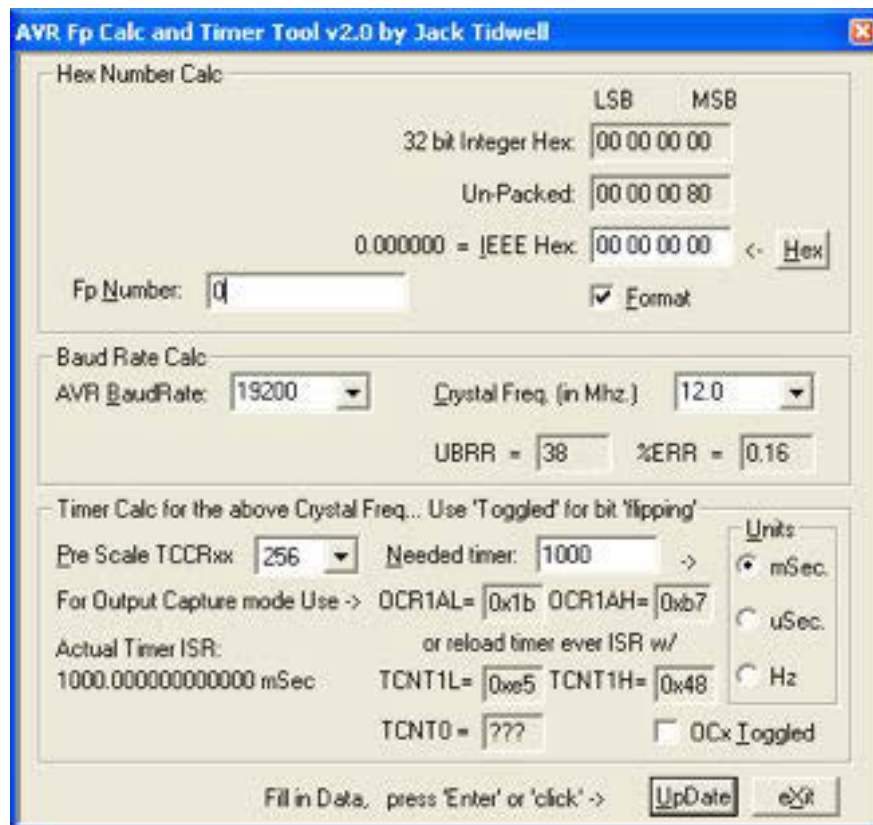 AVR Fp Calc and Timer Tool v2.0 by Jack Tidwell
Hex Number Calc
LSB MSB
32 bit Integer Hex: 00 00 00 00
Un-Packed: 00 00 00 80
0.000000 = IEEE Hex: 00 00 00 00 <- Hex
Fp Number: 0
Format
Baud Rate Calc
AVR BaudRate: 19200 Crystal Freq. (in Mhz.) 12.0
UBRR = 38 %ERR = 0.16
Timer Calc for the above Crystal Freq... Use 'Toggled' for bit 'flipping'
Units
Pre Scale TCCRxx 256 Needed timer: 1000 -> mSec.
For Output Capture mode Use -> OCR1AL= 0x1b OCR1AH= 0xb7
uSec.
Actual Timer ISR: or reload timer ever ISR w/
1000.000000000000 mSec TCNT1L= 0xe5 TCNT1H= 0x48 Hz
TCNT0 = ??? OCx Toggled
Fill in Data, press 'Enter' or 'click' -> UpDate eXit